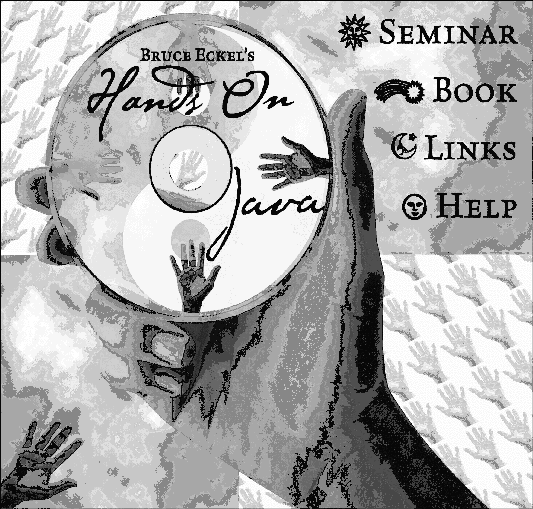 BRUCE ECKEL'S
Hands On
Java
SEMINAR
BOOK
LINKS
HELP